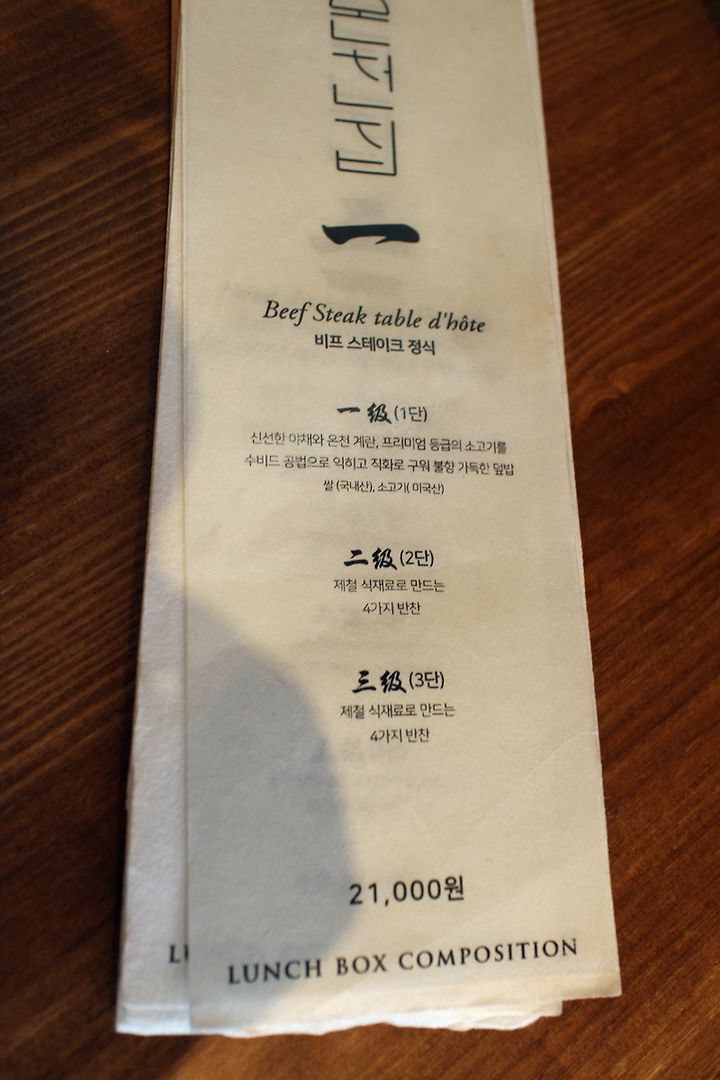 一
Beef Steak table d'hôte
비프 스테이크 정식
一級 (1단)
신선한 야채와 온천 계란, 프리미엄 등급의 소고기를
수비드 공법으로 익히고 직화로 구워 불향 가득한 덮밥
쌀 (국내산), 소고기( 미국산)
二級 (2단)
제철 식재료로 만드는
4가지 반찬
三級 (3단)
제철 식재료로 만드는
4가지 반찬
21,000원
LUNCH BOX COMPOSITION